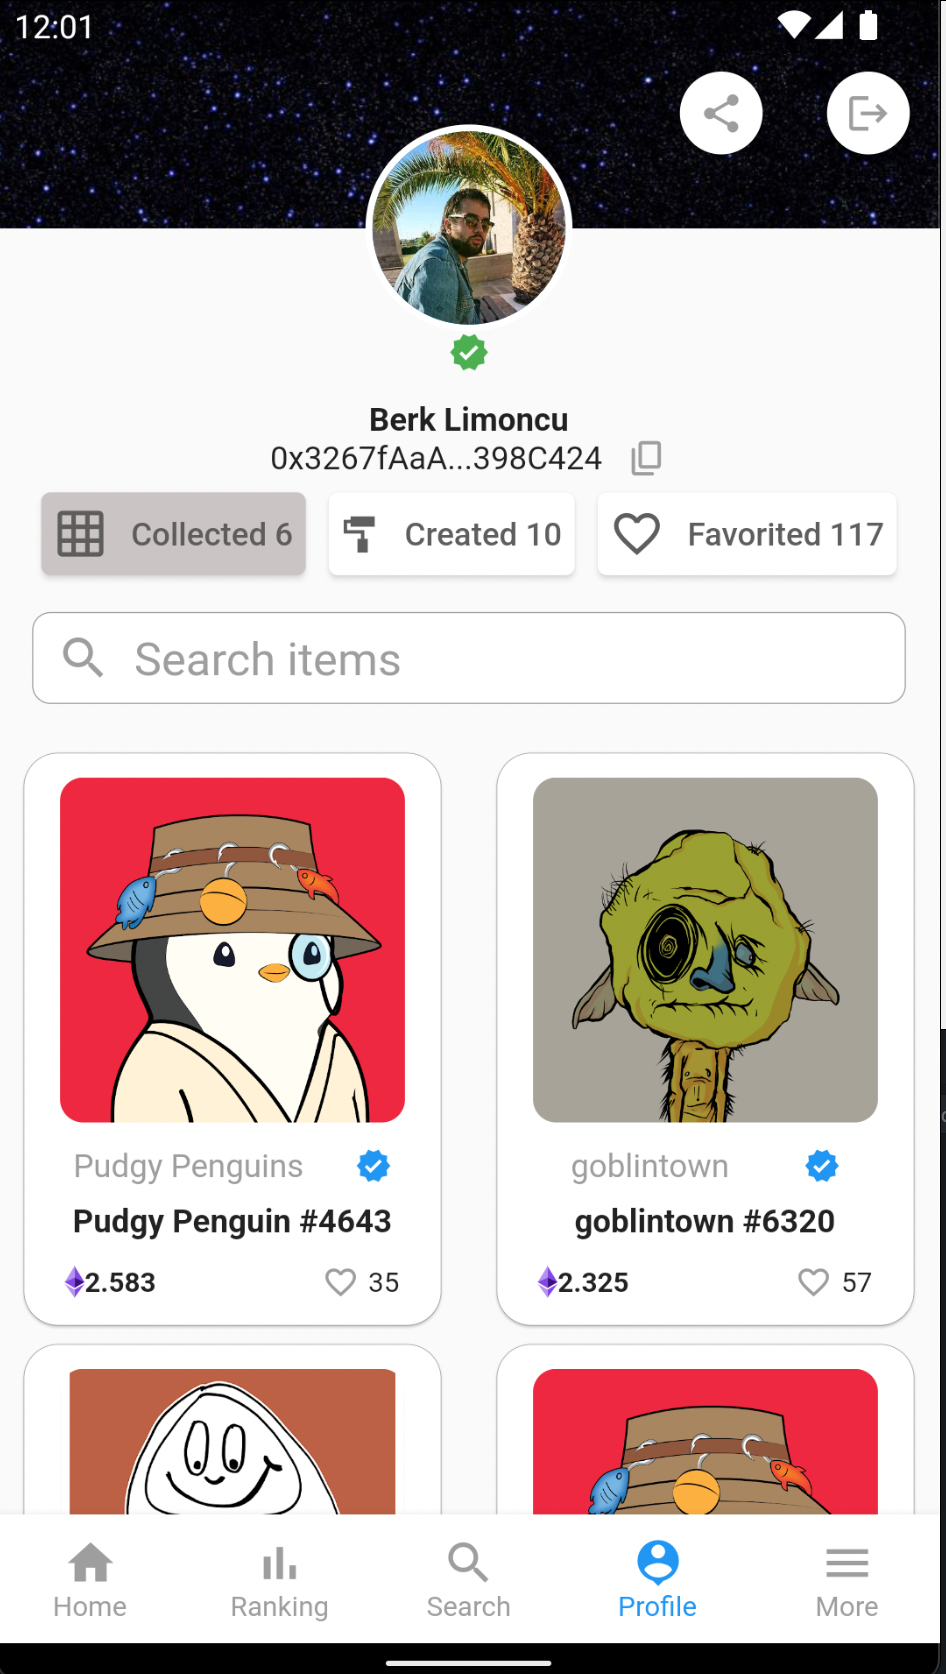 12:01
Berk Limoncu
0x3267fAaA...398C424
Collected 6
Created 10
Favorited 117
Search items
Pudgy Penguins
Pudgy Penguin #4643
2.583
35
goblintown
goblintown #6320
2.325
57
Home
Ranking
Search
Profile
More